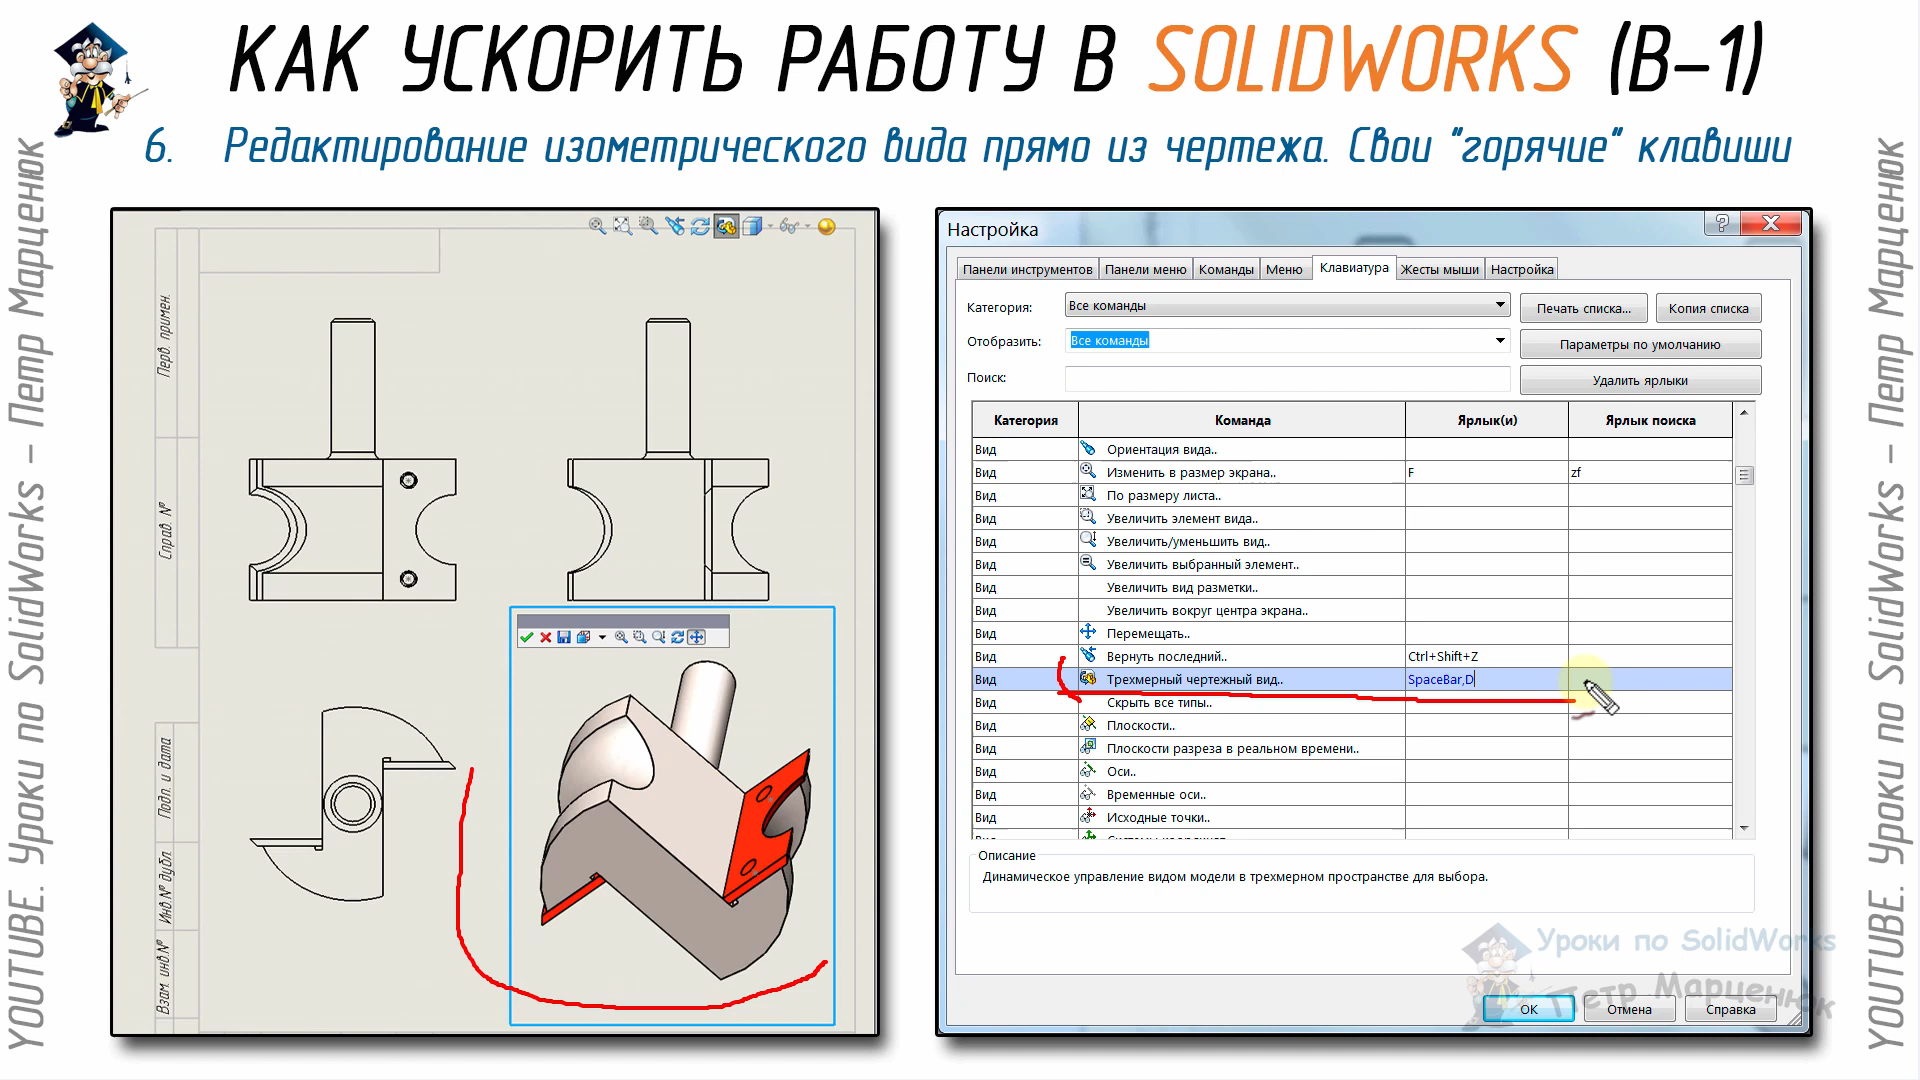 КАК УСКОРИТЬ РАБОТУ В SOLIDWORKS (В-1)
6. Редактирование изометрического вида прямо из чертежа. Свои "горячие" клавиши
YOUTUBE. Уроки по SolidWorks - Петр Марценюк
Перв. примен.
Справ. №
Подп. и дата
Инв.№ дубл.
Взам. инв.№
Настройка
Панели инструментов Панели меню Команды Меню Клавиатура Жесты мыши Настройка
Категория: Все команды Печать списка... Копия списка
Отобразить: Все команды Параметры по умолчанию
Поиск: Удалить ярлыки
Категория Команда Ярлык(и) Ярлык поиска
Вид Ориентация вида..
Вид Изменить в размер экрана.. F zf
Вид По размеру листа..
Вид Увеличить элемент вида..
Вид Увеличить/уменьшить вид..
Вид Увеличить выбранный элемент..
Вид Увеличить вид разметки..
Вид Увеличить вокруг центра экрана..
Вид Перемещать..
Вид Вернуть последний.. Ctrl+Shift+Z
Вид Трехмерный чертежный вид.. SpaceBar,D
Вид Скрыть все типы..
Вид Плоскости..
Вид Плоскости разреза в реальном времени..
Вид Оси..
Вид Временные оси..
Вид Исходные точки..
Описание
Динамическое управление видом модели в трехмерном пространстве для выбора.
Уроки по SolidWorks
Петр Марценюк
OK Отмена Справка
YOUTUBE. Уроки по SolidWorks - Петр Марценюк